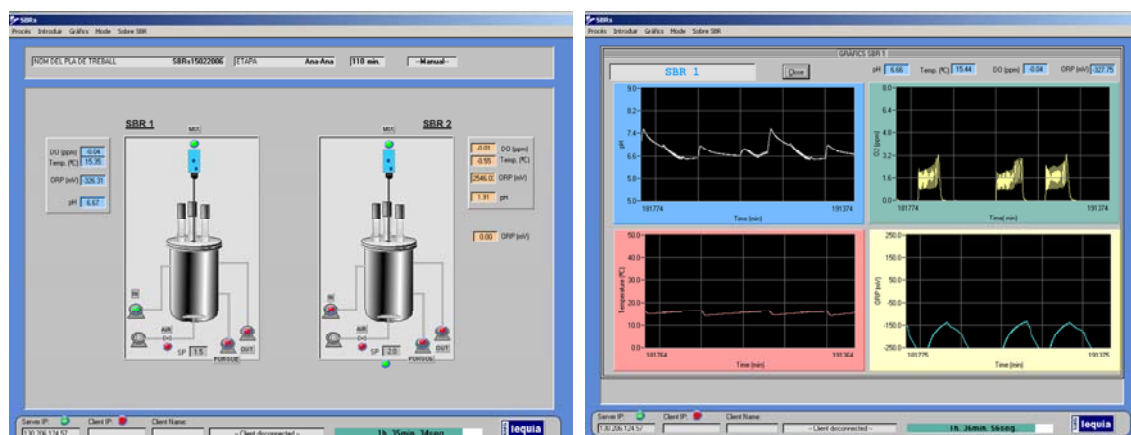 SBRs
Procés Introduir Gràfics Mode Sobre SBR
NOM DEL PLA DE TREBALL SBRs15022006 ETAPA Ana-Ana 110 min. --Manual--
SBR 1
SBR 2
DO (ppm) -0.04
Temp. (ºC) 15.35
ORP (mV) -326.31
pH 6.67
-0.01 DO (ppm)
-0.55 Temp. (ºC)
ORP (mV)
1.91 pH
0.00 ORP (mV)
IN
AIR
SP 1.5
OUT
PURGUE
IN
AIR
SP 2.0
OUT
PURGUE
Server IP: Client IP: Client Name:
130.206.124.57 -- Client disconnected -- 1h. 35min. 34seg.
lequia
SBRs
Procés Introduir Gràfics Mode Sobre SBR
GRÀFICS SBR 1
SBR 1
Close
pH 6.66 Temp. (ºC) 15.44 DO (ppm) -0.04 ORP (mV) -327.75
9.0
8.2
7.4
6.6
5.8
5.0
pH
181774 191374
Time (min)
8.0
6.4
4.8
3.2
1.6
0.0
O2 (ppm)
181774 191374
Time (min)
50.0
40.0
30.0
20.0
10.0
0.0
Temperature (ºC)
181764 191364
Time (min)
250.0
150.0
50.0
-50.0
-150.0
-250.0
ORP (mV)
181775 191375
Time (min)
Server IP: Client IP: Client Name:
130.206.124.57 -- Client disconnected -- 1h. 36min. 56seg.
lequia